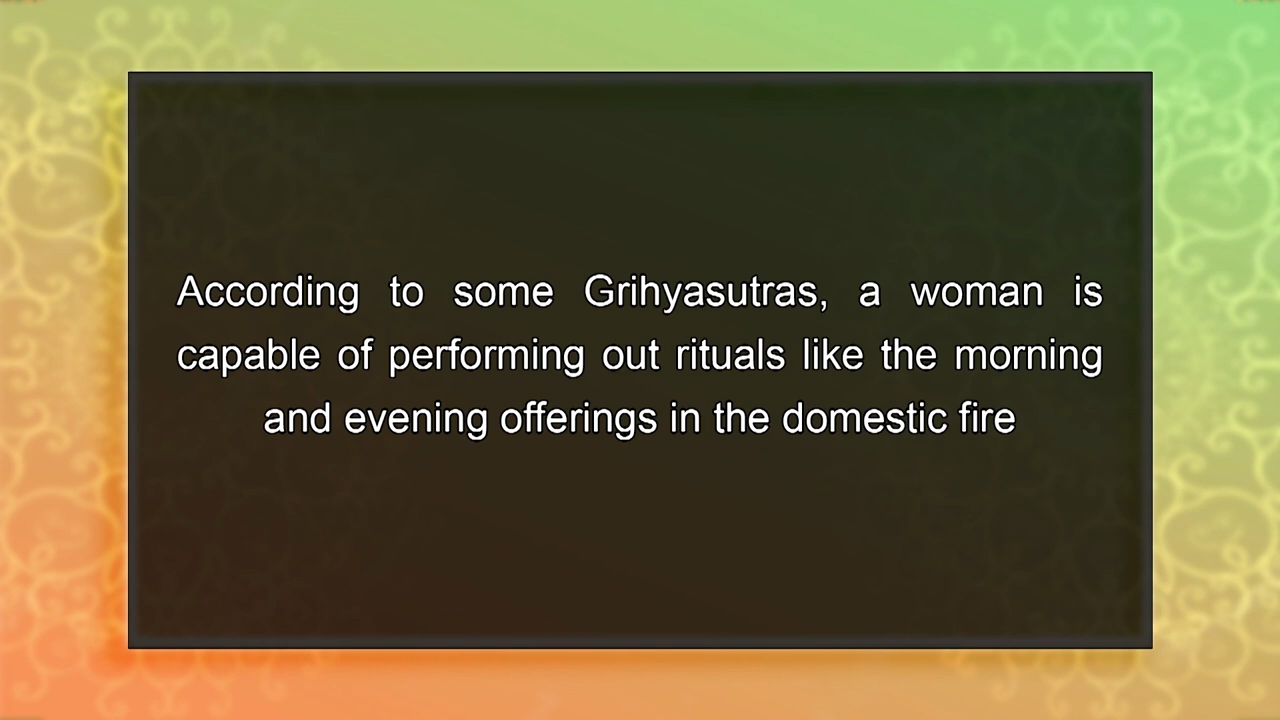 According to some Grihyasutras, a woman is
capable of performing out rituals like the morning
and evening offerings in the domestic fire